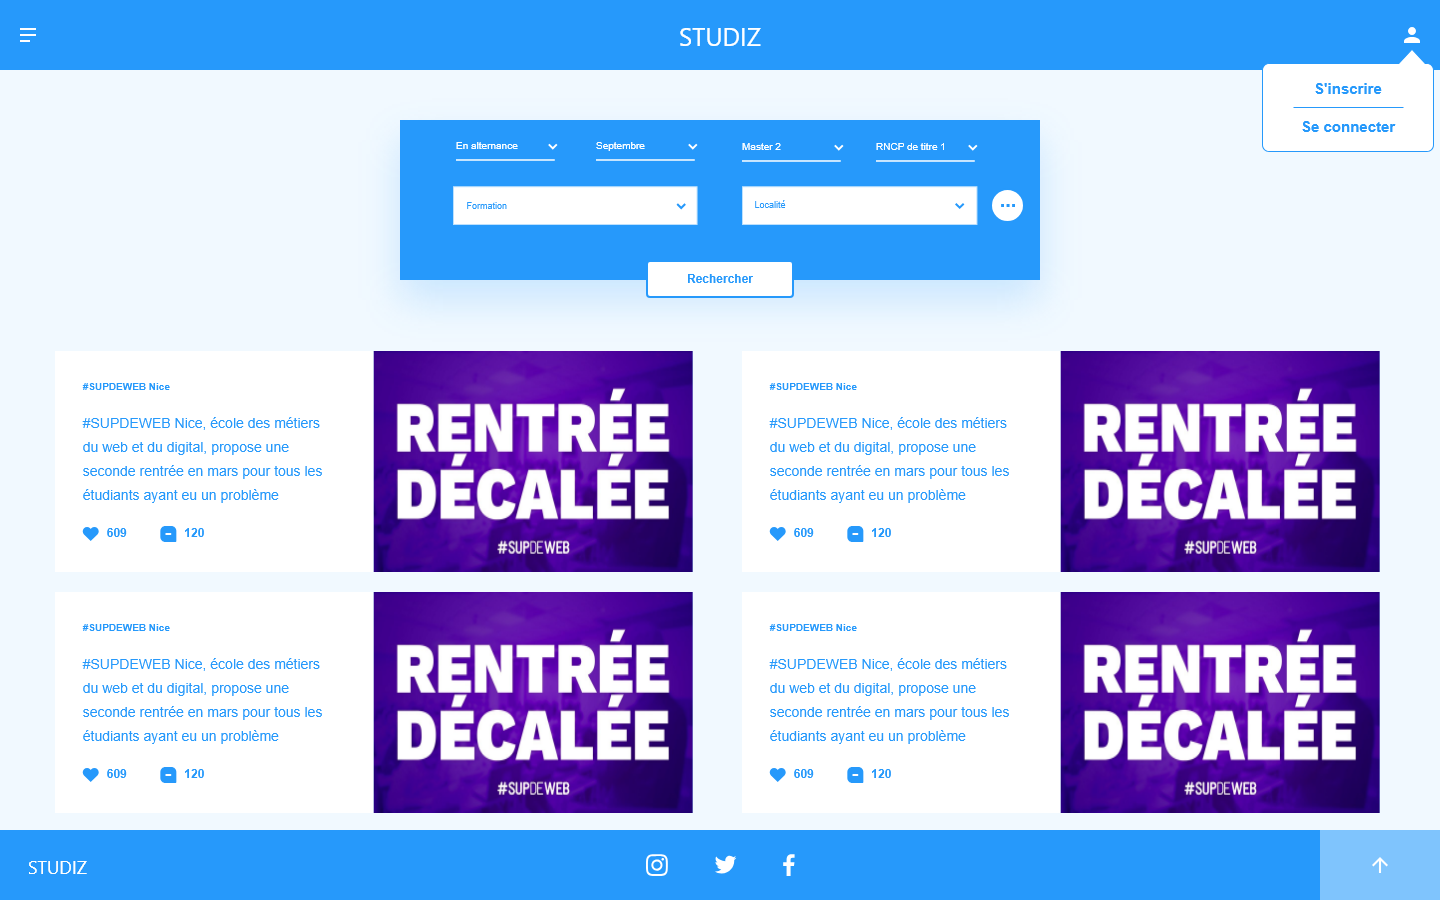 STUDIZ
S'inscrire
Se connecter
En alternance
Septembre
Master 2
RNCP de titre 1
Formation
Localité
Rechercher
#SUPDEWEB Nice
#SUPDEWEB Nice, école des métiers
du web et du digital, propose une
seconde rentrée en mars pour tous les
étudiants ayant eu un problème
609
120
RENTRÉE
DÉCALÉE
#SUPDEWEB
#SUPDEWEB Nice
#SUPDEWEB Nice, école des métiers
du web et du digital, propose une
seconde rentrée en mars pour tous les
étudiants ayant eu un problème
609
120
RENTRÉE
DÉCALÉE
#SUPDEWEB
#SUPDEWEB Nice
#SUPDEWEB Nice, école des métiers
du web et du digital, propose une
seconde rentrée en mars pour tous les
étudiants ayant eu un problème
609
120
RENTRÉE
DÉCALÉE
#SUPDEWEB
#SUPDEWEB Nice
#SUPDEWEB Nice, école des métiers
du web et du digital, propose une
seconde rentrée en mars pour tous les
étudiants ayant eu un problème
609
120
RENTRÉE
DÉCALÉE
#SUPDEWEB
STUDIZ